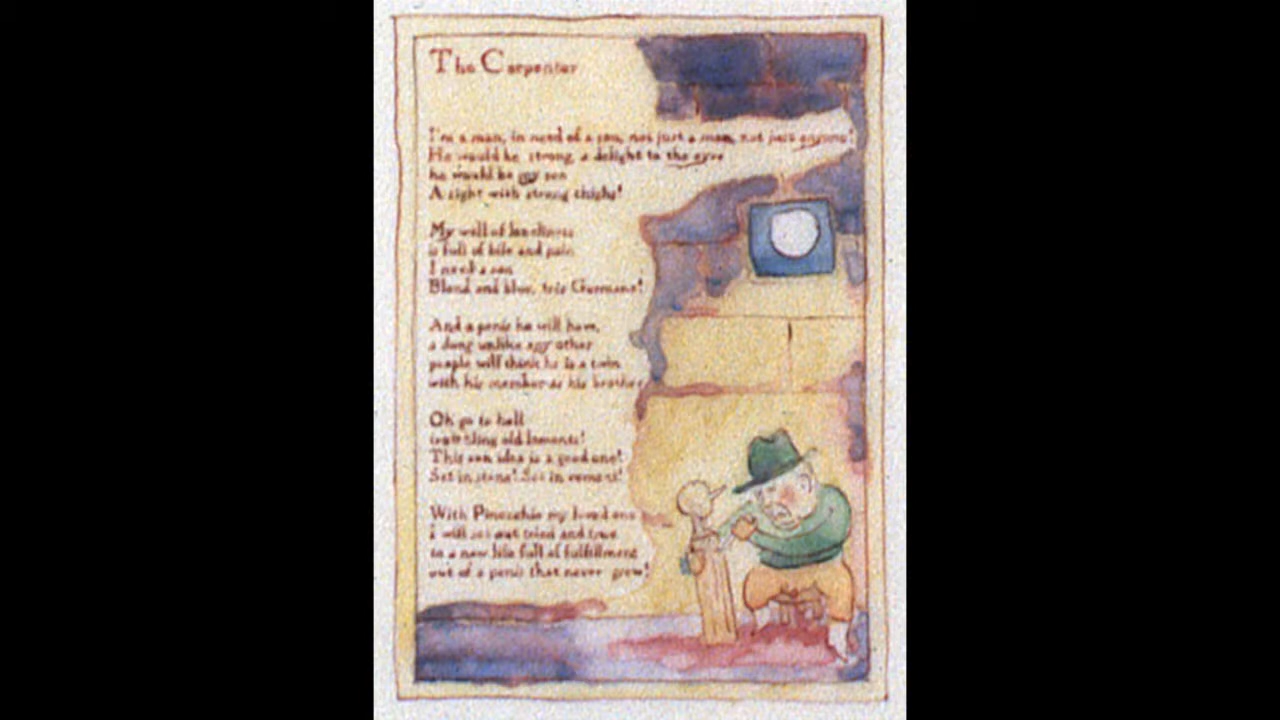 The Carpenter
I'm a man, in need of a son, not just a man, not just anyone!
He would be strong, a delight to the eyes
he would be my son
A sight with strong thighs!
My well of loneliness
is full of bile and pain
I need a son
Blond and blue, this Germans!
And a penis he will have,
a dong unlike any other
people will think he is a twin
with his member as his brother
Oh go to hell
old laments!
This son idea is a good one!
Set in stone! Set in cement!
With Pinocchio my loved one
I will set out tried and true
to a new life full of fulfillment
out of a penis that never grew!